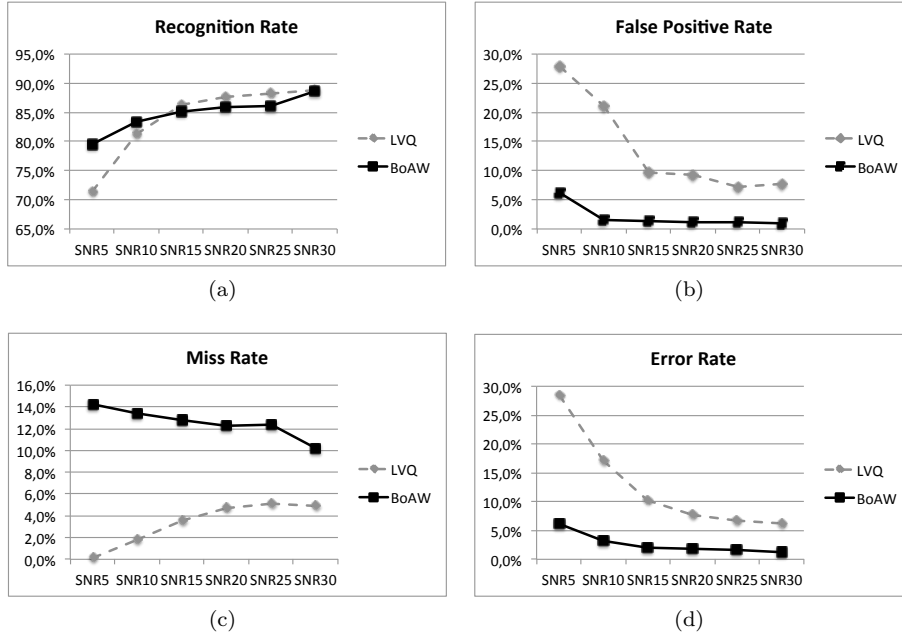 Recognition Rate
95,0%
90,0%
85,0%
80,0%
75,0%
70,0%
65,0%
SNR5 SNR10 SNR15 SNR20 SNR25 SNR30
LVQ
BoAW
(a)
False Positive Rate
30,0%
25,0%
20,0%
15,0%
10,0%
5,0%
0,0%
SNR5 SNR10 SNR15 SNR20 SNR25 SNR30
LVQ
BoAW
(b)
Miss Rate
16,0%
14,0%
12,0%
10,0%
8,0%
6,0%
4,0%
2,0%
0,0%
SNR5 SNR10 SNR15 SNR20 SNR25 SNR30
LVQ
BoAW
(c)
Error Rate
30,0%
25,0%
20,0%
15,0%
10,0%
5,0%
0,0%
SNR5 SNR10 SNR15 SNR20 SNR25 SNR30
LVQ
BoAW
(d)